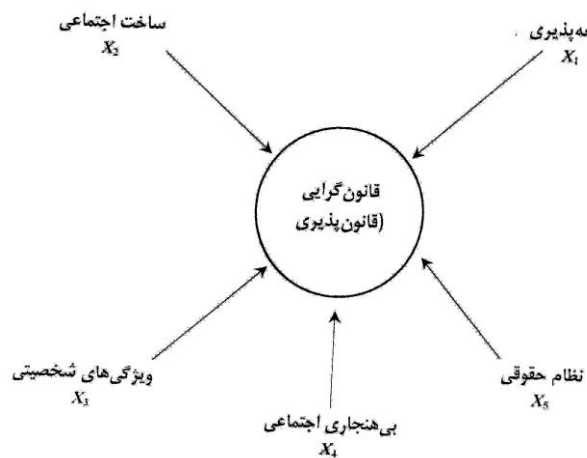 ساخت اجتماعی
X₂
X₁
قانون‌گرایی
(قانون‌پذیری
ویژگی‌های شخصیتی
X₃
بی‌هنجاری اجتماعی
X₄
نظام حقوقی
X₅